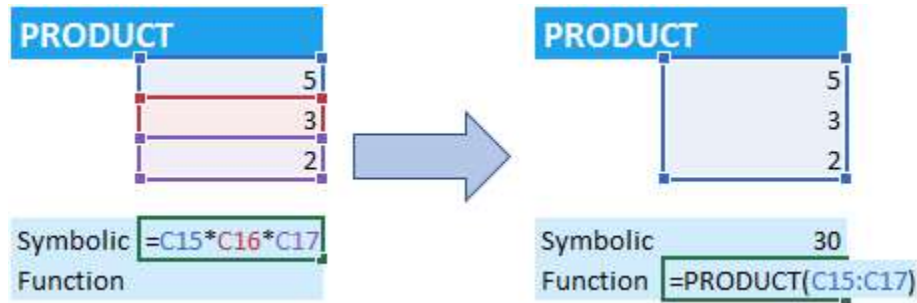 PRODUCT
5
3
2
Symbolic =C15*C16*C17
Function
PRODUCT
5
3
2
Symbolic 30
Function =PRODUCT(C15:C17)